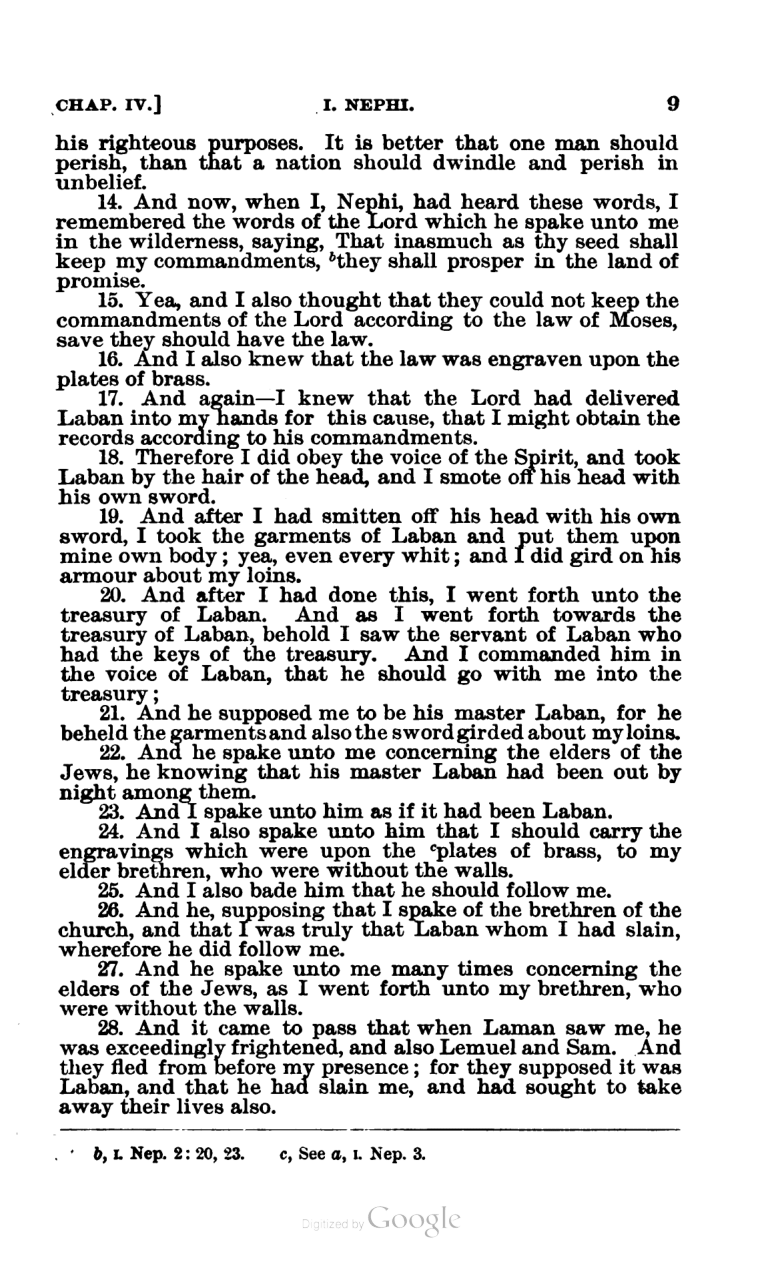 CHAP. IV.] I. NEPHI. 9
his righteous purposes. It is better that one man should
perish, than that a nation should dwindle and perish in
unbelief.
14. And now, when I, Nephi, had heard these words, I
remembered the words of the Lord which he spake unto me
in the wilderness, saying, That inasmuch as thy seed shall
keep my commandments, ᵇthey shall prosper in the land of
promise.
15. Yea, and I also thought that they could not keep the
commandments of the Lord according to the law of Moses,
save they should have the law.
16. And I also knew that the law was engraven upon the
plates of brass.
17. And again—I knew that the Lord had delivered
Laban into my hands for this cause, that I might obtain the
records according to his commandments.
18. Therefore I did obey the voice of the Spirit, and took
Laban by the hair of the head, and I smote off his head with
his own sword.
19. And after I had smitten off his head with his own
sword, I took the garments of Laban and put them upon
mine own body; yea, even every whit; and I did gird on his
armour about my loins.
20. And after I had done this, I went forth unto the
treasury of Laban. And as I went forth towards the
treasury of Laban, behold I saw the servant of Laban who
had the keys of the treasury. And I commanded him in
the voice of Laban, that he should go with me into the
treasury;
21. And he supposed me to be his master Laban, for he
beheld the garments and also the sword girded about my loins.
22. And he spake unto me concerning the elders of the
Jews, he knowing that his master Laban had been out by
night among them.
23. And I spake unto him as if it had been Laban.
24. And I also spake unto him that I should carry the
engravings which were upon the ᶜplates of brass, to my
elder brethren, who were without the walls.
25. And I also bade him that he should follow me.
26. And he, supposing that I spake of the brethren of the
church, and that I was truly that Laban whom I had slain,
wherefore he did follow me.
27. And he spake unto me many times concerning the
elders of the Jews, as I went forth unto my brethren, who
were without the walls.
28. And it came to pass that when Laman saw me, he
was exceedingly frightened, and also Lemuel and Sam. And
they fled from before my presence; for they supposed it was
Laban, and that he had slain me, and had sought to take
away their lives also.
b, I. Nep. 2: 20, 23. c, See a, I. Nep. 3.
Digitized by Google